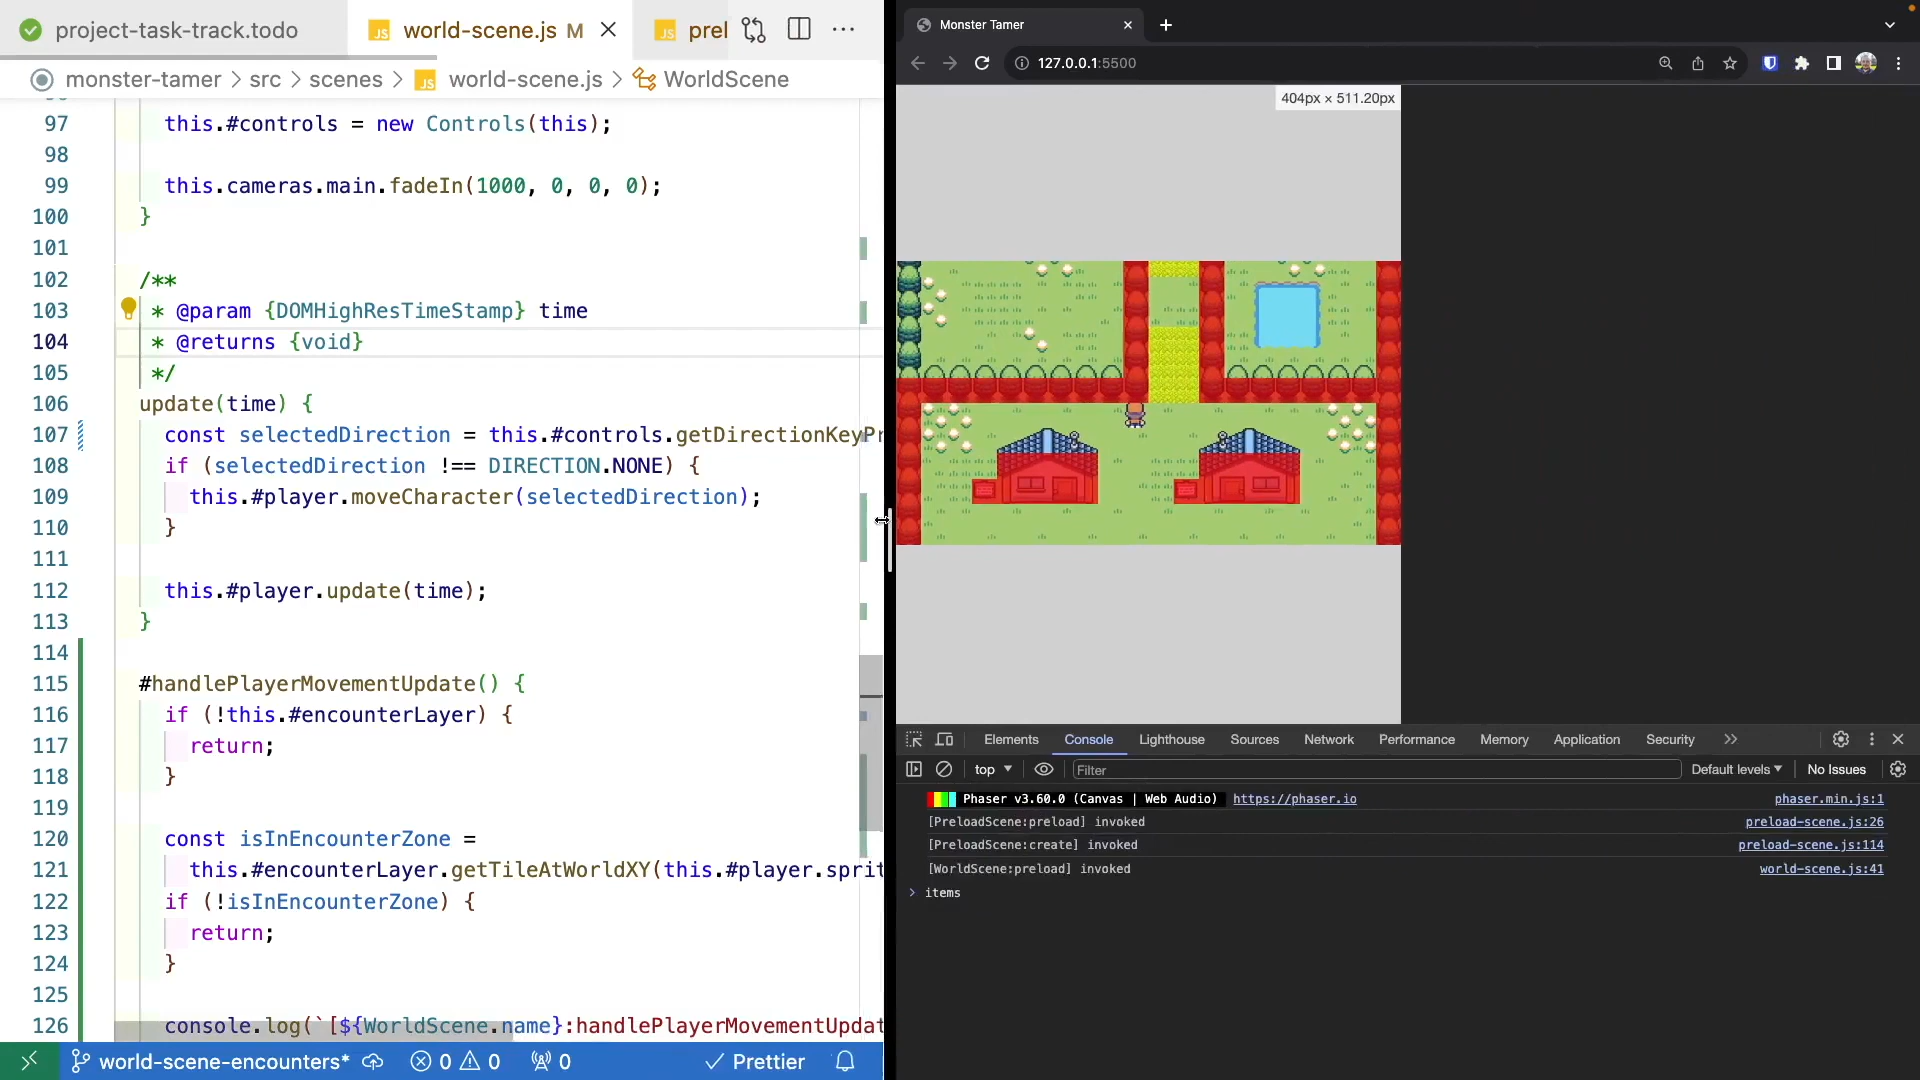 project-task-track.todo
world-scene.js M
prel
monster-tamer > src > scenes > world-scene.js > WorldScene
97 this.#controls = new Controls(this);
98
99 this.cameras.main.fadeIn(1000, 0, 0, 0);
100 }
101
102 /**
103 * @param {DOMHighResTimeStamp} time
104 * @returns {void}
105 */
106 update(time) {
107 const selectedDirection = this.#controls.getDirectionKeyPr
108 if (selectedDirection !== DIRECTION.NONE) {
109 this.#player.moveCharacter(selectedDirection);
110 }
111
112 this.#player.update(time);
113 }
114
115 #handlePlayerMovementUpdate() {
116 if (!this.#encounterLayer) {
117 return;
118 }
119
120 const isInEncounterZone =
121 this.#encounterLayer.getTileAtWorldXY(this.#player.sprit
122 if (!isInEncounterZone) {
123 return;
124 }
125
126 console.log(`[${WorldScene.name}:handlePlayerMovementUpdat
world-scene-encounters* 0 0 0 Prettier
Monster Tamer
127.0.0.1:5500
404px × 511.20px
Elements Console Lighthouse Sources Network Performance Memory Application Security
top Filter Default levels No Issues
Phaser v3.60.0 (Canvas | Web Audio) https://phaser.io phaser.min.js:1
[PreloadScene:preload] invoked preload-scene.js:26
[PreloadScene:create] invoked preload-scene.js:114
[WorldScene:preload] invoked world-scene.js:41
> items